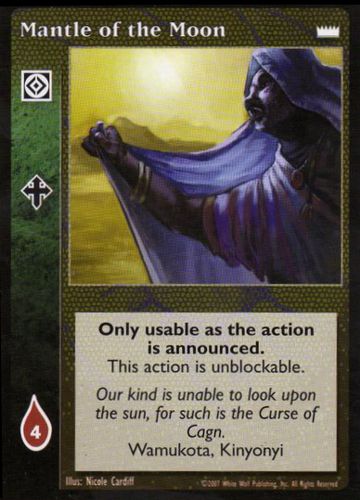 Mantle of the Moon
Only usable as the action
is announced.
This action is unblockable.
Our kind is unable to look upon
the sun, for such is the Curse of
Cagn.
Wamukota, Kinyonyi
4
Illus: Nicole Cardiff ©2007 White Wolf Publishing, Inc. All Rights Reserved